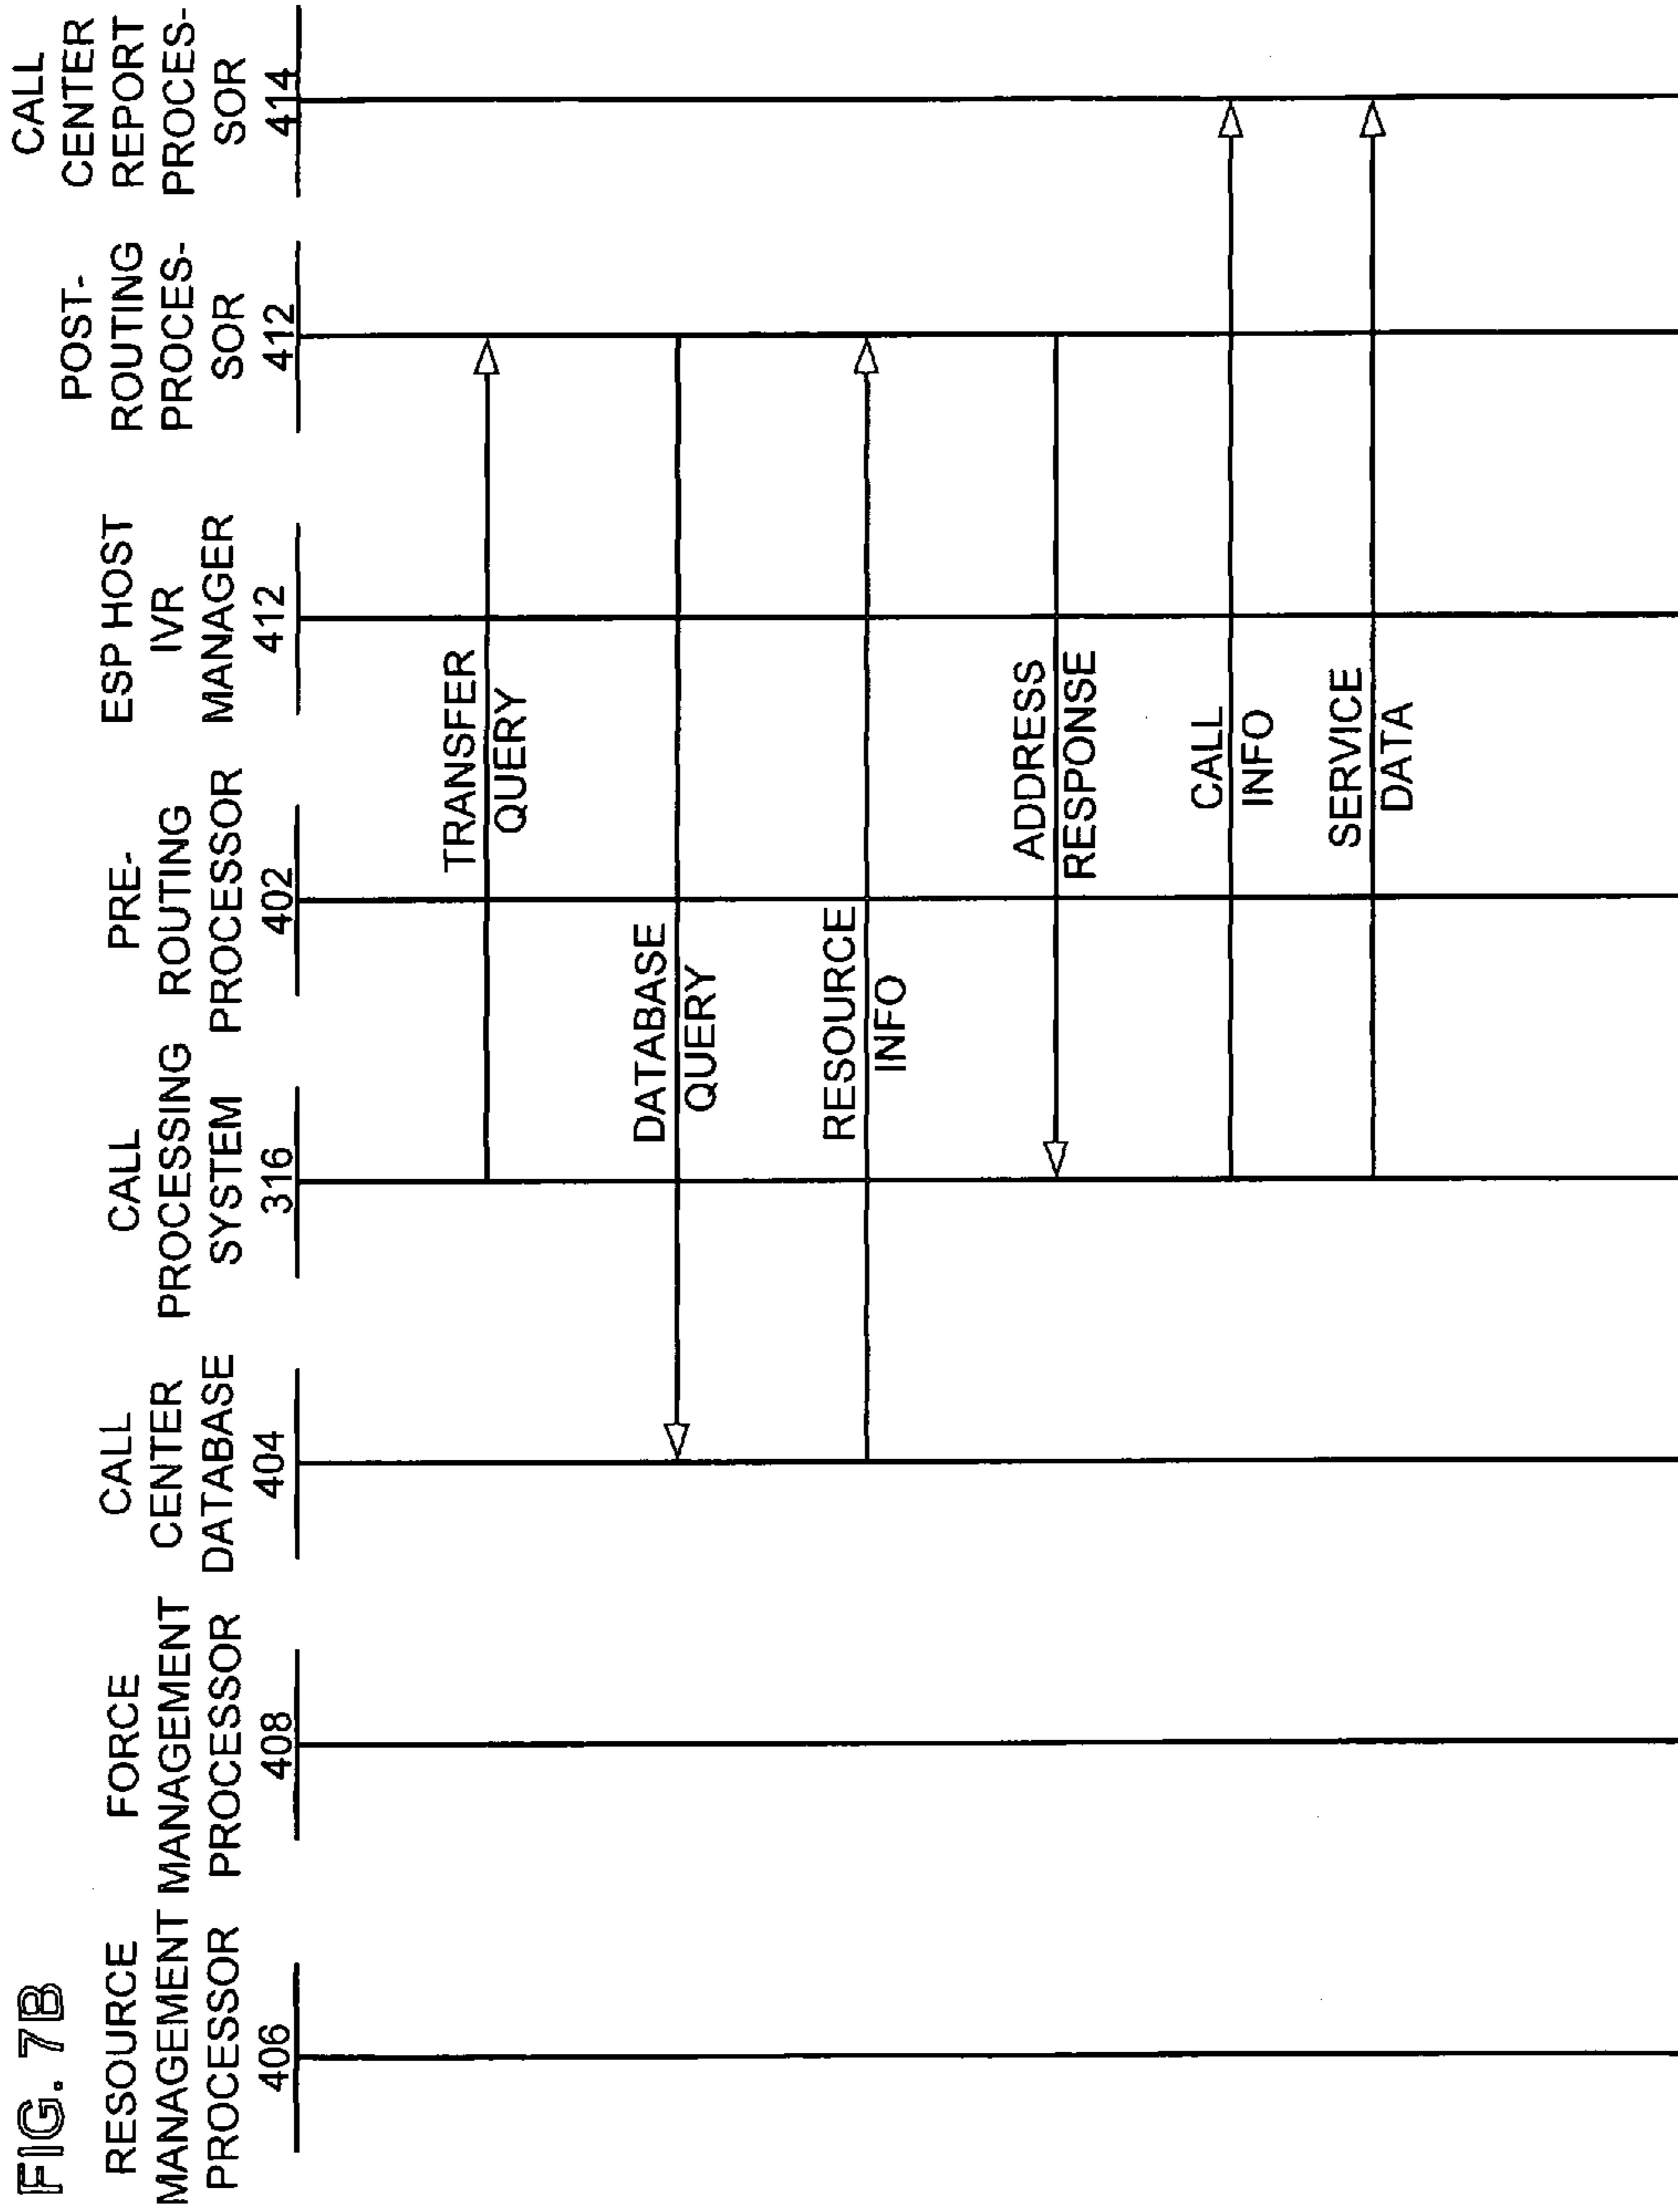 FIG. 7B
RESOURCE
MANAGEMENT
PROCESSOR
406
FORCE
MANAGEMENT
PROCESSOR
408
CALL
CENTER
DATABASE
404
CALL
PROCESSING
SYSTEM
316
PRE-
ROUTING
PROCESSOR
402
ESP HOST
IVR
MANAGER
412
POST-
ROUTING
PROCES-
SOR
412
CALL
CENTER
REPORT
PROCES-
SOR
414
TRANSFER
QUERY
DATABASE
QUERY
RESOURCE
INFO
ADDRESS
RESPONSE
CALL
INFO
SERVICE
DATA